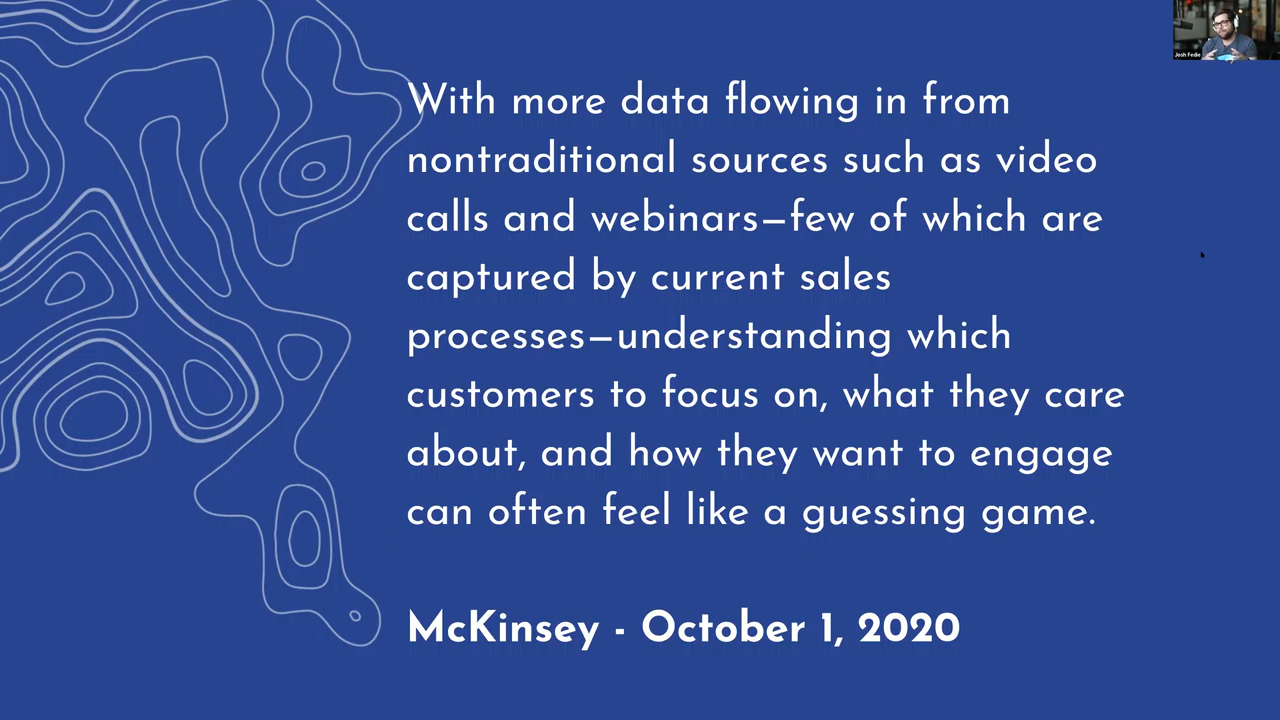 Josh Fedie
With more data flowing in from
nontraditional sources such as video
calls and webinars—few of which are
captured by current sales
processes—understanding which
customers to focus on, what they care
about, and how they want to engage
can often feel like a guessing game.
McKinsey - October 1, 2020